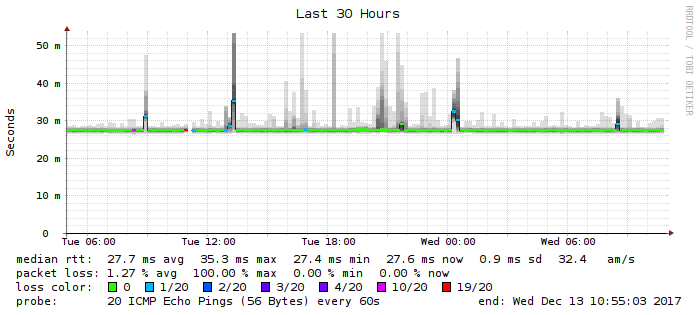 Last 30 Hours
RRDTOOL / TOBI OETIKER
Seconds
50 m
40 m
30 m
20 m
10 m
0
Tue 06:00 Tue 12:00 Tue 18:00 Wed 00:00 Wed 06:00
median rtt: 27.7 ms avg 35.3 ms max 27.4 ms min 27.6 ms now 0.9 ms sd 32.4 am/s
packet loss: 1.27 % avg 100.00 % max 0.00 % min 0.00 % now
loss color: 0 1/20 2/20 3/20 4/20 10/20 19/20
probe: 20 ICMP Echo Pings (56 Bytes) every 60s end: Wed Dec 13 10:55:03 2017